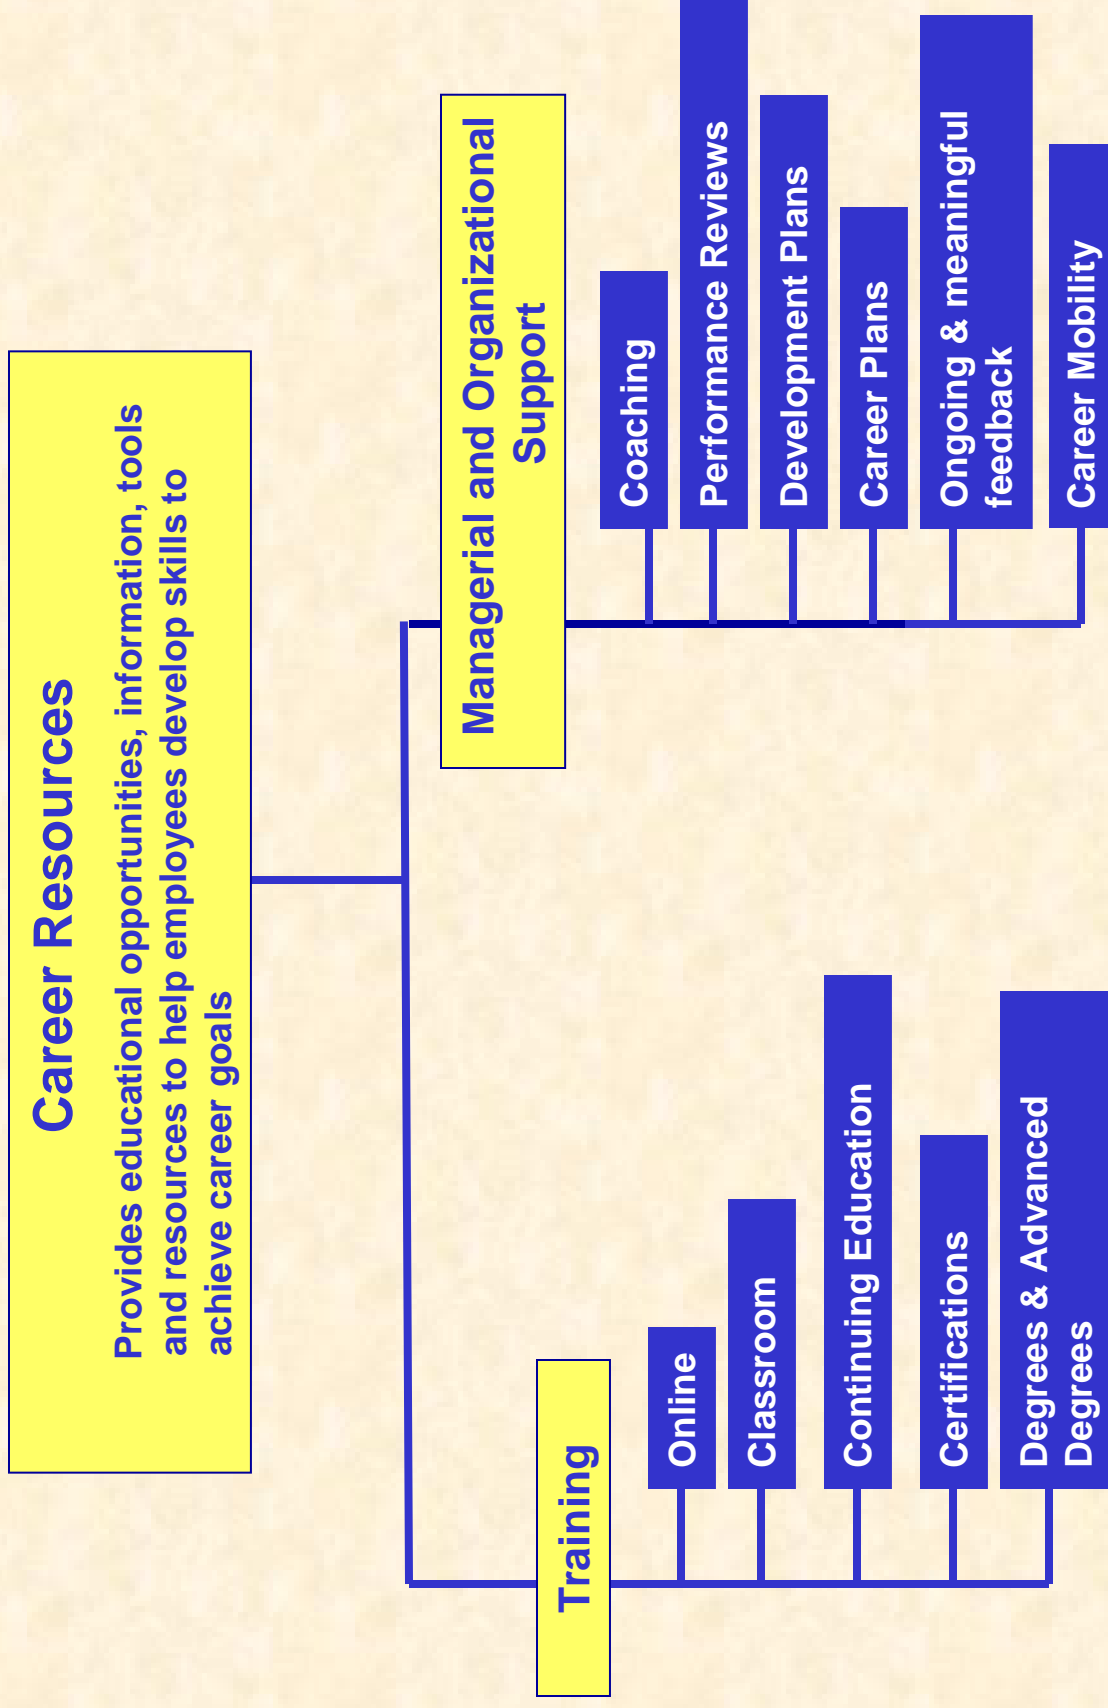 Career Resources
Provides educational opportunities, information, tools
and resources to help employees develop skills to
achieve career goals
Training
Online
Classroom
Continuing Education
Certifications
Degrees & Advanced
Degrees
Managerial and Organizational
Support
Coaching
Performance Reviews
Development Plans
Career Plans
Ongoing & meaningful
feedback
Career Mobility